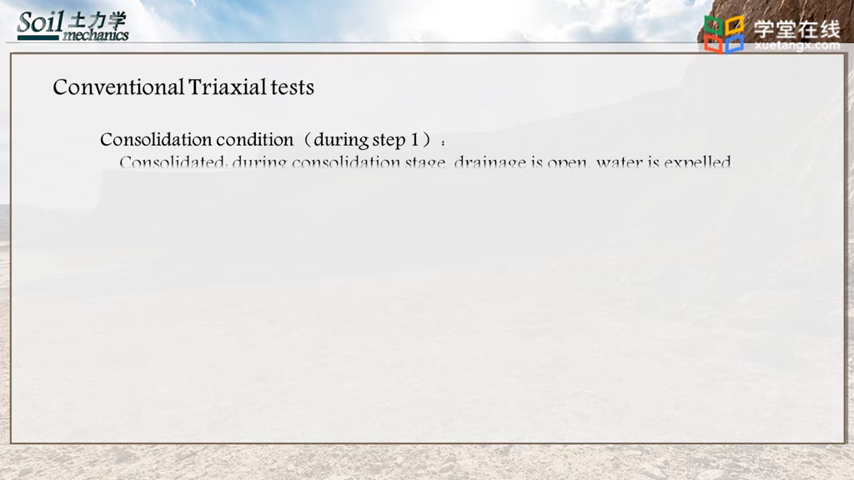 Soil 土力学
mechanics
学堂在线
xuetangx.com
Conventional Triaxial tests
Consolidation condition（during step 1）：
Consolidated: during consolidation stage, drainage is open, water is expelled